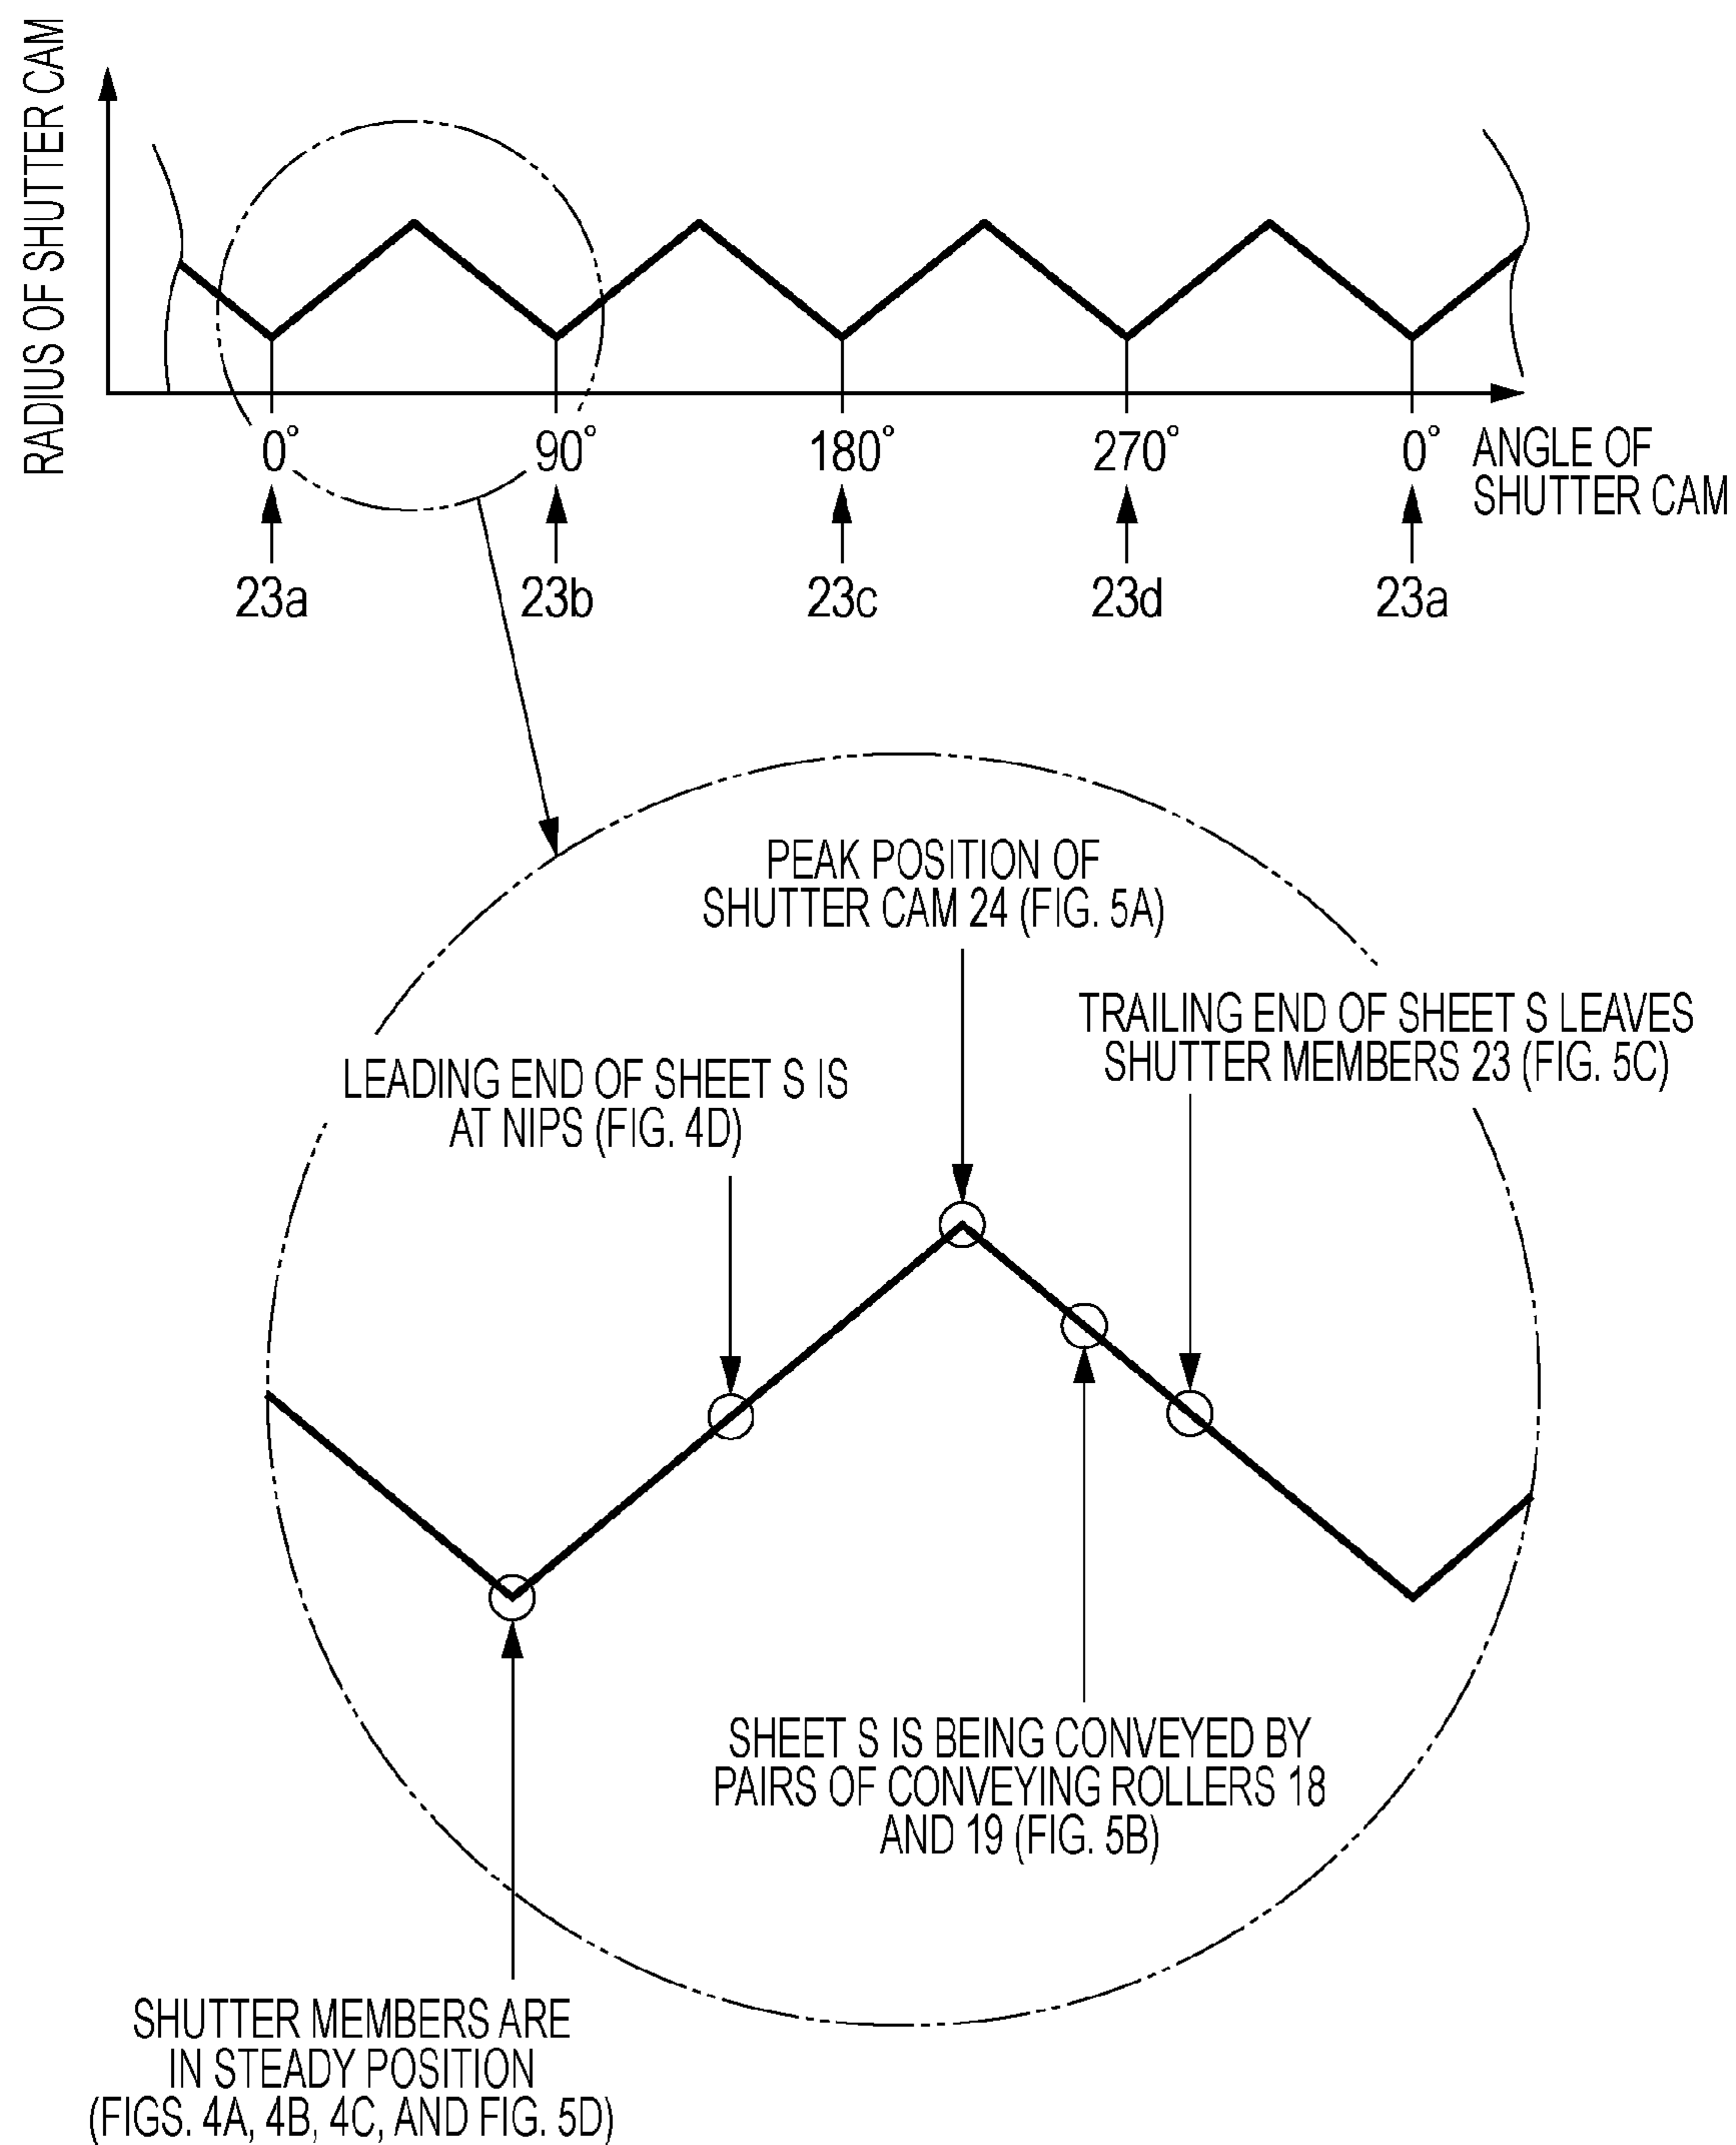 RADIUS OF SHUTTER CAM
0° 90° 180° 270° 0°
ANGLE OF
SHUTTER CAM
23a 23b 23c 23d 23a
PEAK POSITION OF
SHUTTER CAM 24 (FIG. 5A)
TRAILING END OF SHEET S LEAVES
SHUTTER MEMBERS 23 (FIG. 5C)
LEADING END OF SHEET S IS
AT NIPS (FIG. 4D)
SHEET S IS BEING CONVEYED BY
PAIRS OF CONVEYING ROLLERS 18
AND 19 (FIG. 5B)
SHUTTER MEMBERS ARE
IN STEADY POSITION
(FIGS. 4A, 4B, 4C, AND FIG. 5D)